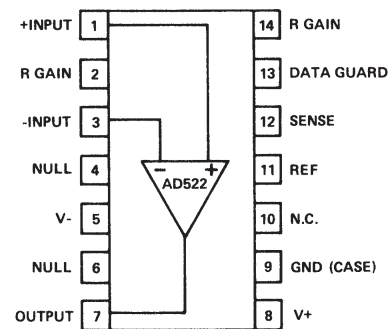 +INPUT 1 14 R GAIN
R GAIN 2 13 DATA GUARD
-INPUT 3 12 SENSE
NULL 4 11 REF
- +
AD522
V- 5 10 N.C.
NULL 6 9 GND (CASE)
OUTPUT 7 8 V+